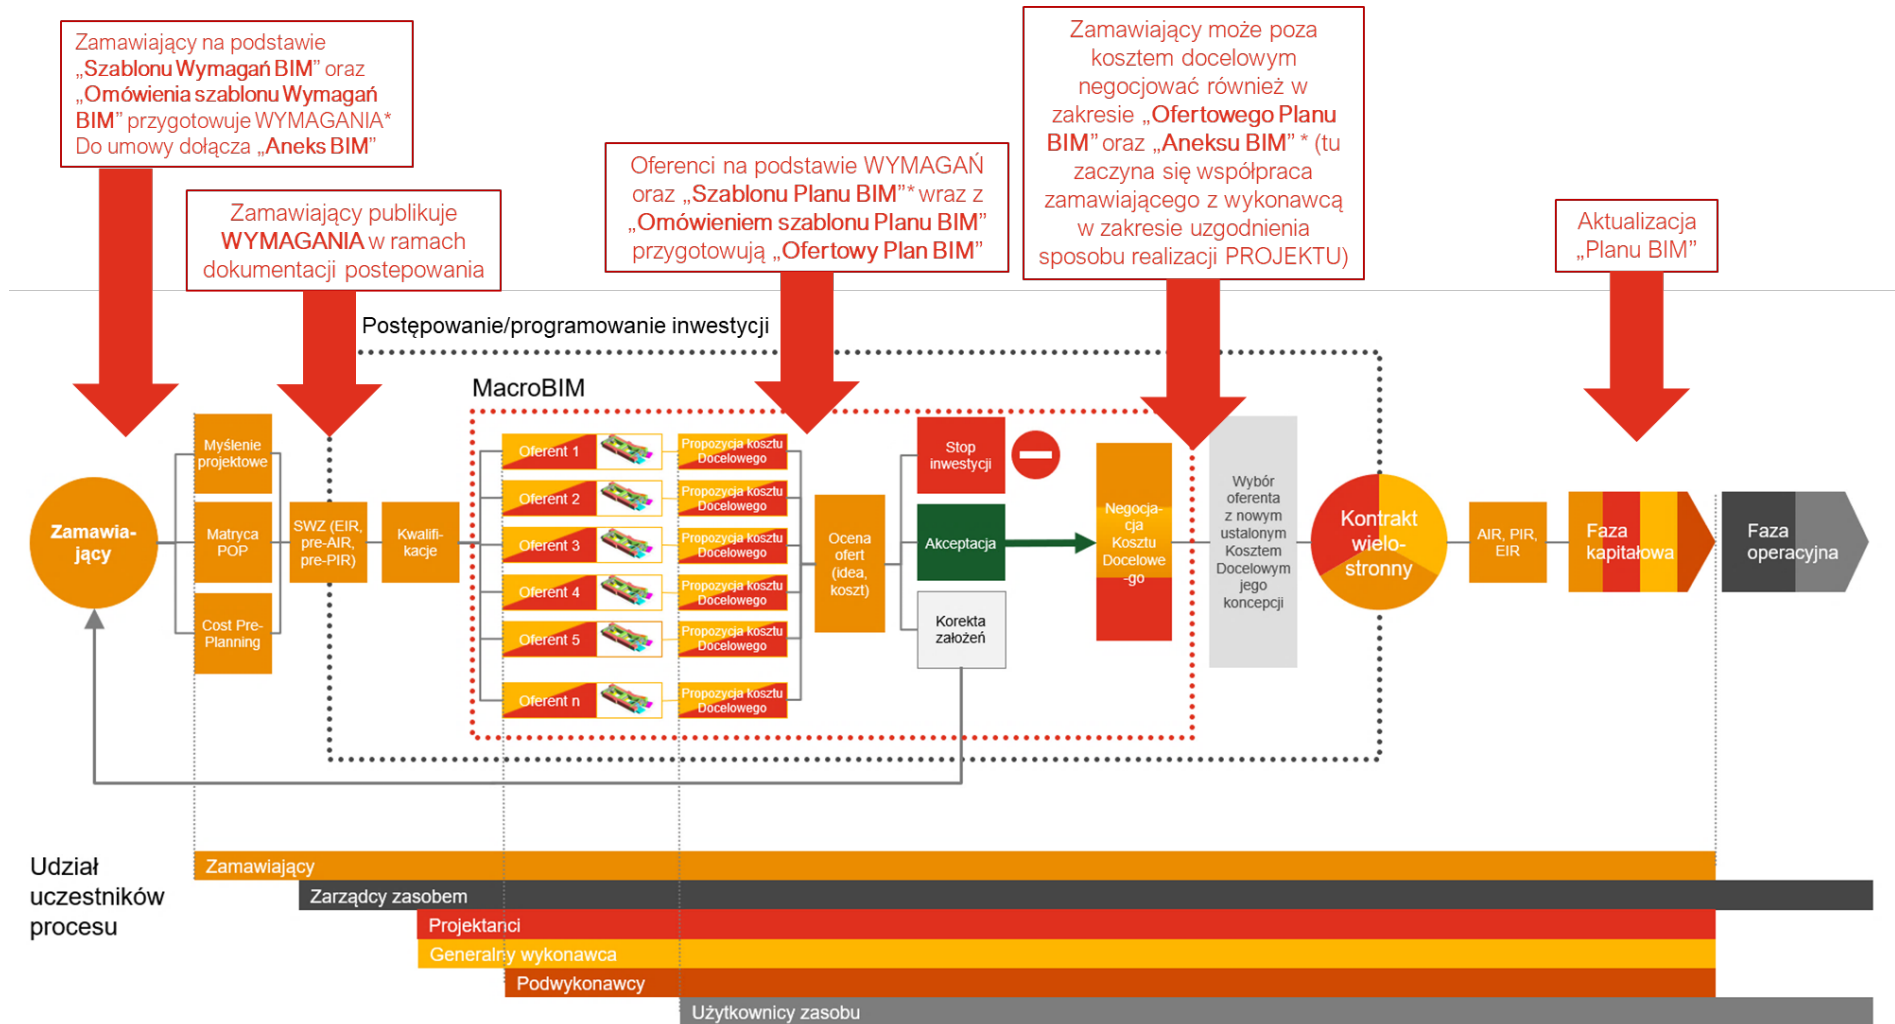 Zamawiający na podstawie
„Szablonu Wymagań BIM” oraz
„Omówienia szablonu Wymagań
BIM” przygotowuje WYMAGANIA*
Do umowy dołącza „Aneks BIM”
Zamawiający publikuje
WYMAGANIA w ramach
dokumentacji postepowania
Oferenci na podstawie WYMAGAŃ
oraz „Szablonu Planu BIM”* wraz z
„Omówieniem szablonu Planu BIM”
przygotowują „Ofertowy Plan BIM”
Zamawiający może poza
kosztem docelowym
negocjować również w
zakresie „Ofertowego Planu
BIM” oraz „Aneksu BIM” * (tu
zaczyna się współpraca
zamawiającego z wykonawcą
w zakresie uzgodnienia
sposobu realizacji PROJEKTU)
Aktualizacja
„Planu BIM”
Postępowanie/programowanie inwestycji
MacroBIM
Zamawia-
jący
Myślenie
projektowe
Matryca
POP
Cost Pre-
Planning
SWZ (EIR,
pre-AIR,
pre-PIR)
Kwalifi-
kacje
Oferent 1
Propozycja kosztu
Docelowego
Oferent 2
Propozycja kosztu
Docelowego
Oferent 3
Propozycja kosztu
Docelowego
Oferent 4
Propozycja kosztu
Docelowego
Oferent 5
Propozycja kosztu
Docelowego
Oferent n
Propozycja kosztu
Docelowego
Ocena
ofert
(idea,
koszt)
Stop
inwestycji
Akceptacja
Korekta
założeń
Negocja-
cja
Kosztu
Docelowe
-go
Wybór
oferenta
z nowym
ustalonym
Kosztem
Docelowym
jego
koncepcji
Kontrakt
wielo-
stronny
AIR, PIR,
EIR
Faza
kapitałowa
Faza
operacyjna
Udział
uczestników
procesu
Zamawiający
Zarządcy zasobem
Projektanci
Generalny wykonawca
Podwykonawcy
Użytkownicy zasobu